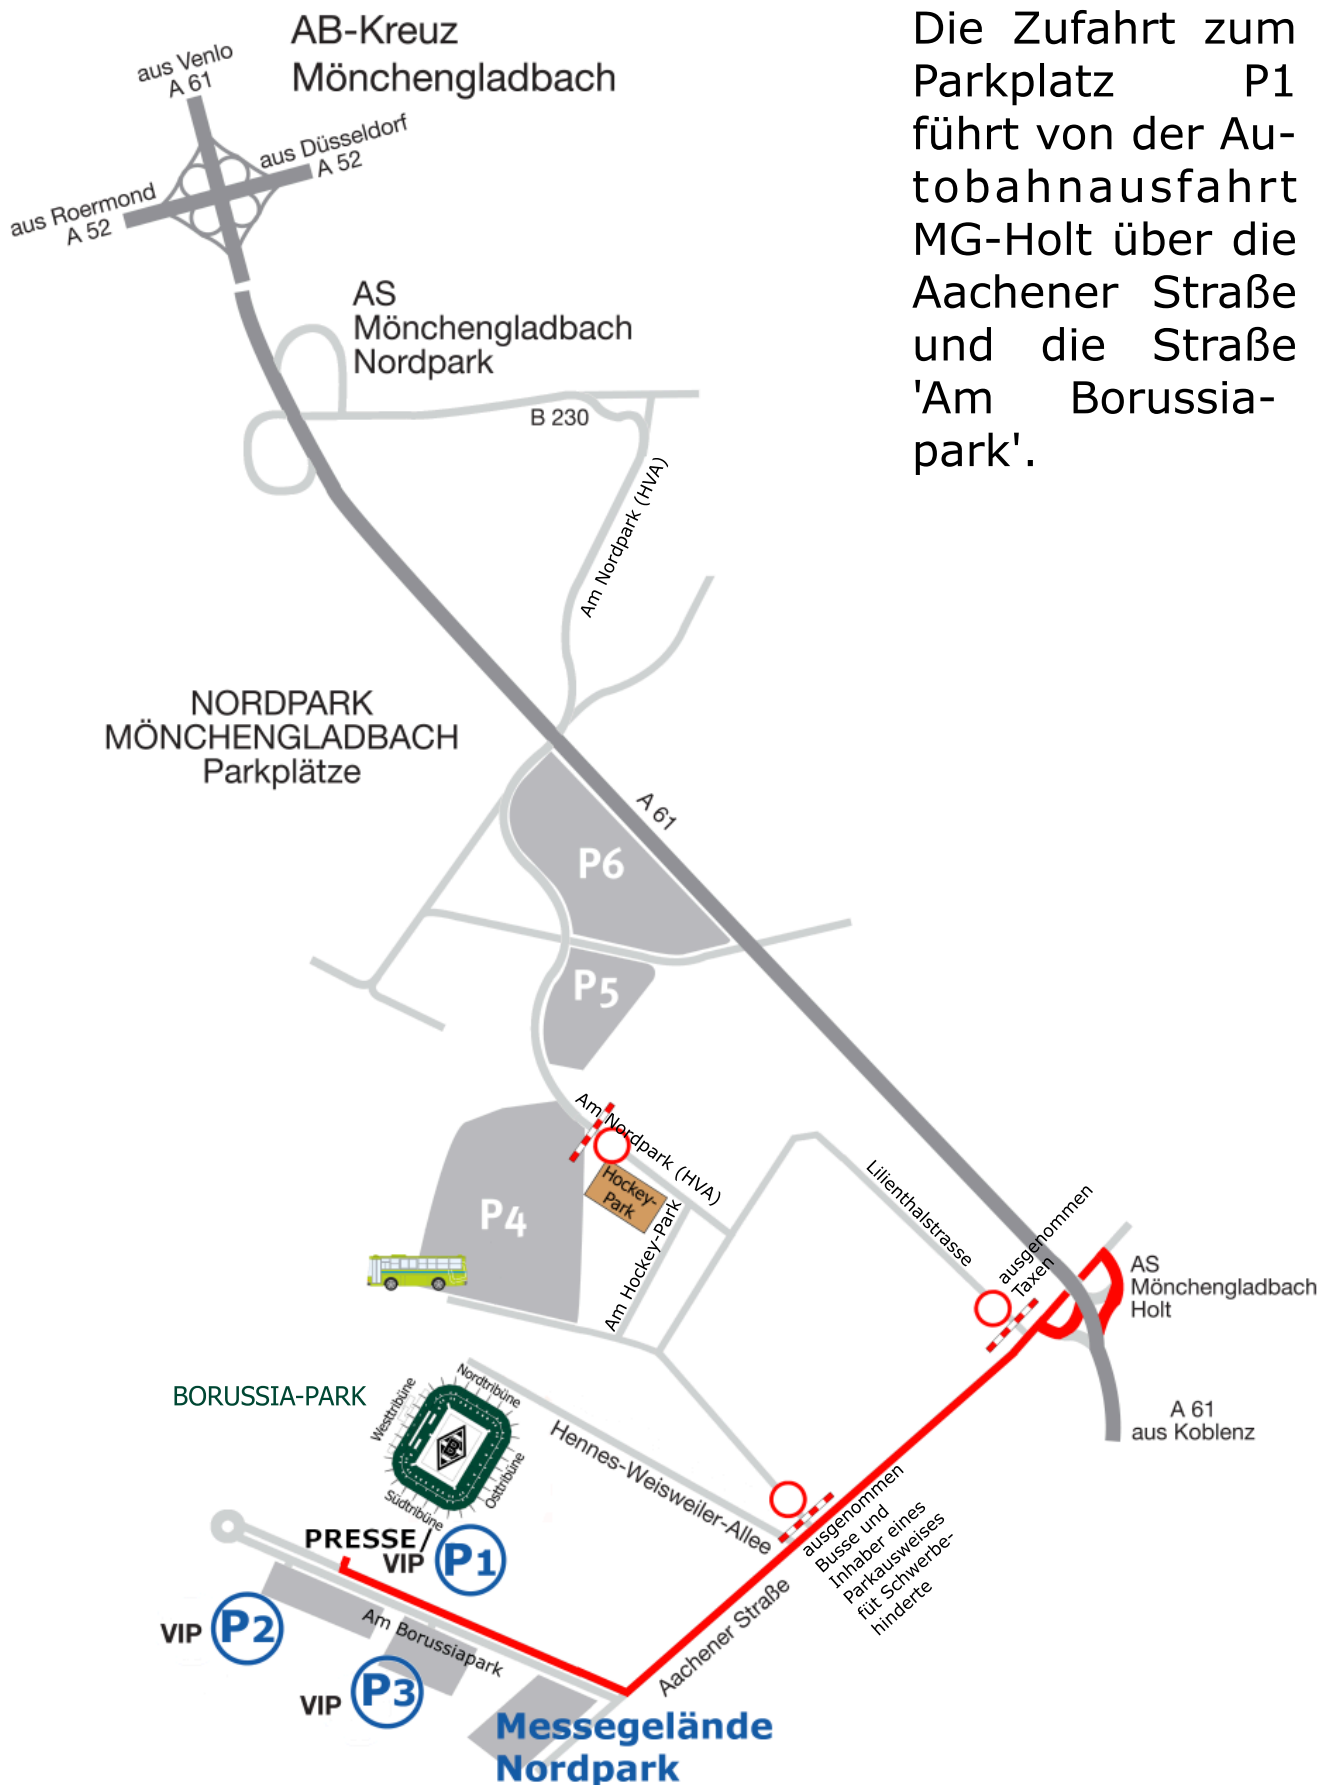 AB-Kreuz
Mönchengladbach
Die Zufahrt zum
Parkplatz P1
führt von der Au-
tobahnausfahrt
MG-Holt über die
Aachener Straße
und die Straße
'Am Borussia-
park'.
aus Venlo
A 61
aus Düsseldorf
A 52
aus Roermond
A 52
AS
Mönchengladbach
Nordpark
B 230
Am Nordpark (HVA)
NORDPARK
MÖNCHENGLADBACH
Parkplätze
A 61
P6
P5
Am Nordpark (HVA)
Hockey-
Park
P4
Am Hockey-Park
Lilienthalstrasse
ausgenommen
Taxen
AS
Mönchengladbach
Holt
A 61
aus Koblenz
BORUSSIA-PARK
Nordtribüne
Westtribüne
Osttribüne
Südtribüne
B
Hennes-Weisweiler-Allee
ausgenommen
Busse und
Inhaber eines
Parkausweises
füt Schwerbe-
hinderte
PRESSE/
VIP
P1
Aachener Straße
VIP
P2
Am Borussiapark
VIP
P3
Messegelände
Nordpark